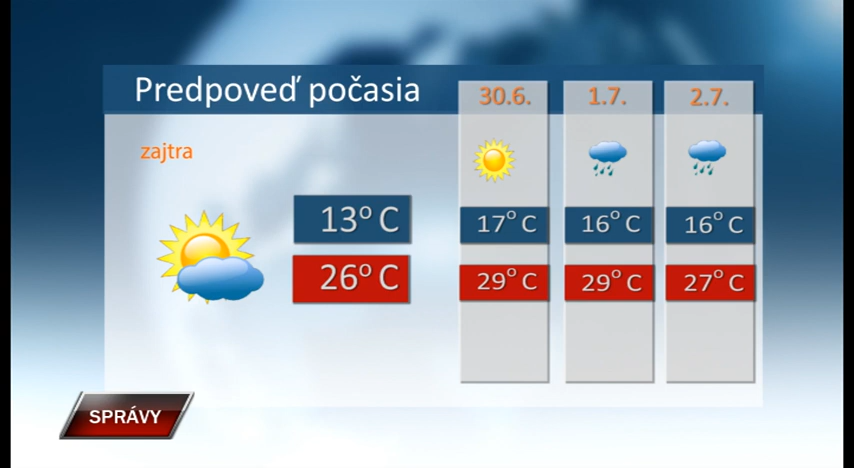 Predpoveď počasia
zajtra
13° C
26° C
30.6.
17° C
29° C
1.7.
16° C
29° C
2.7.
16° C
27° C
SPRÁVY